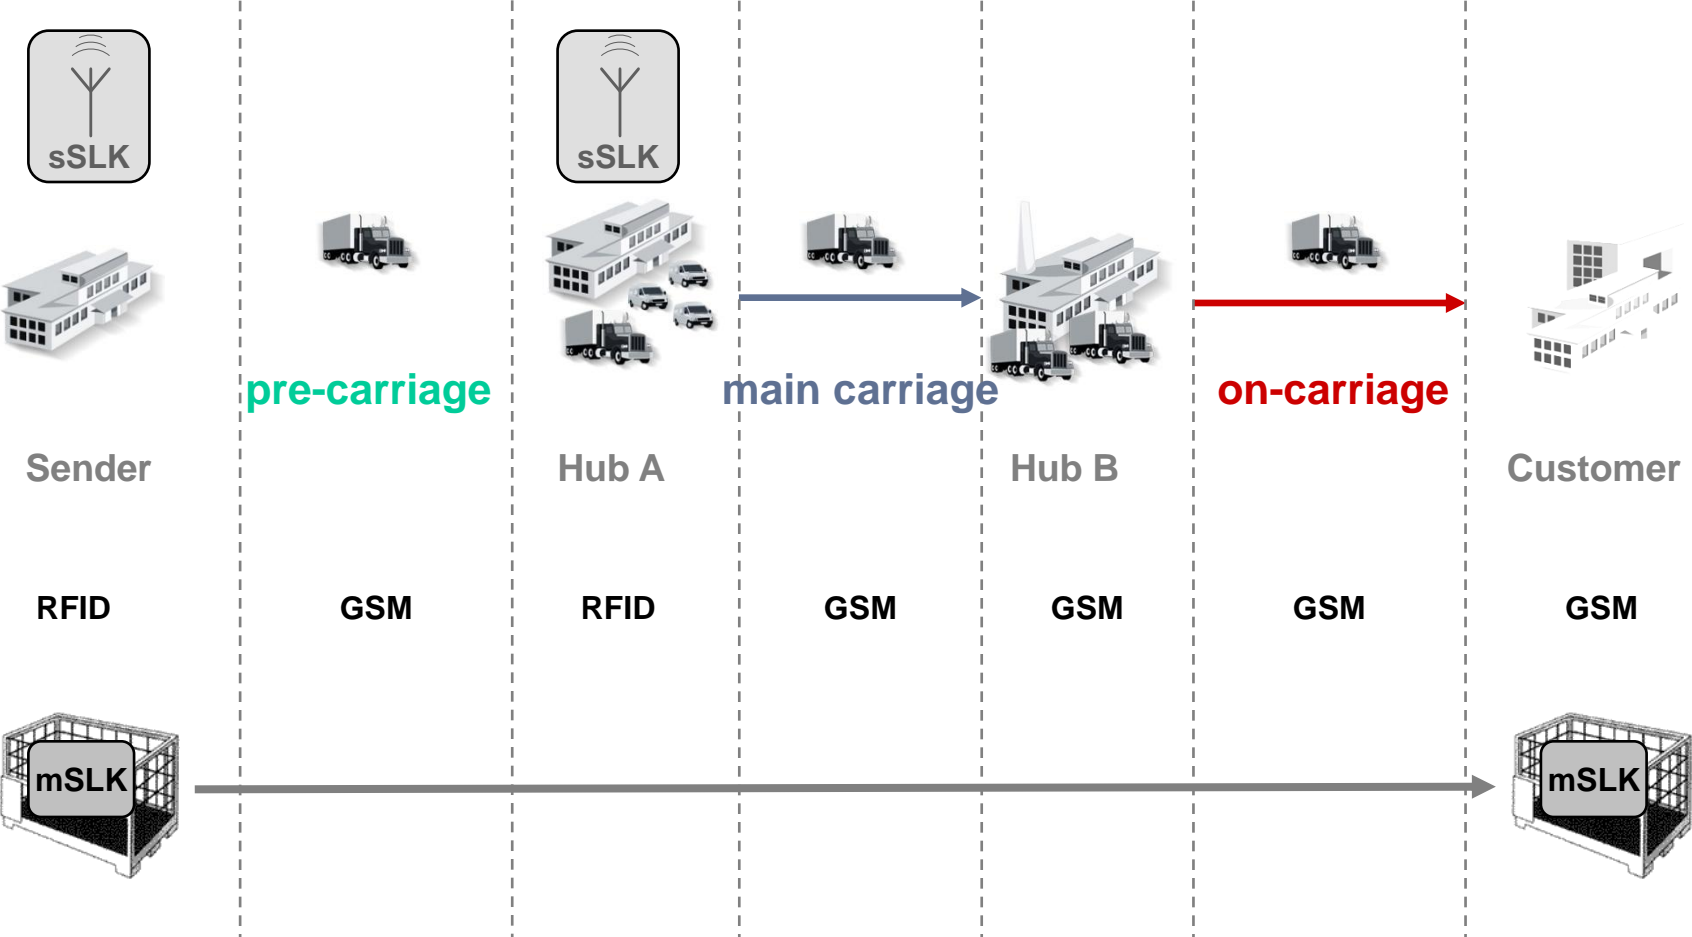 sSLK
sSLK
pre-carriage
main carriage
on-carriage
Sender
Hub A
Hub B
Customer
RFID
GSM
RFID
GSM
GSM
GSM
GSM
mSLK
mSLK